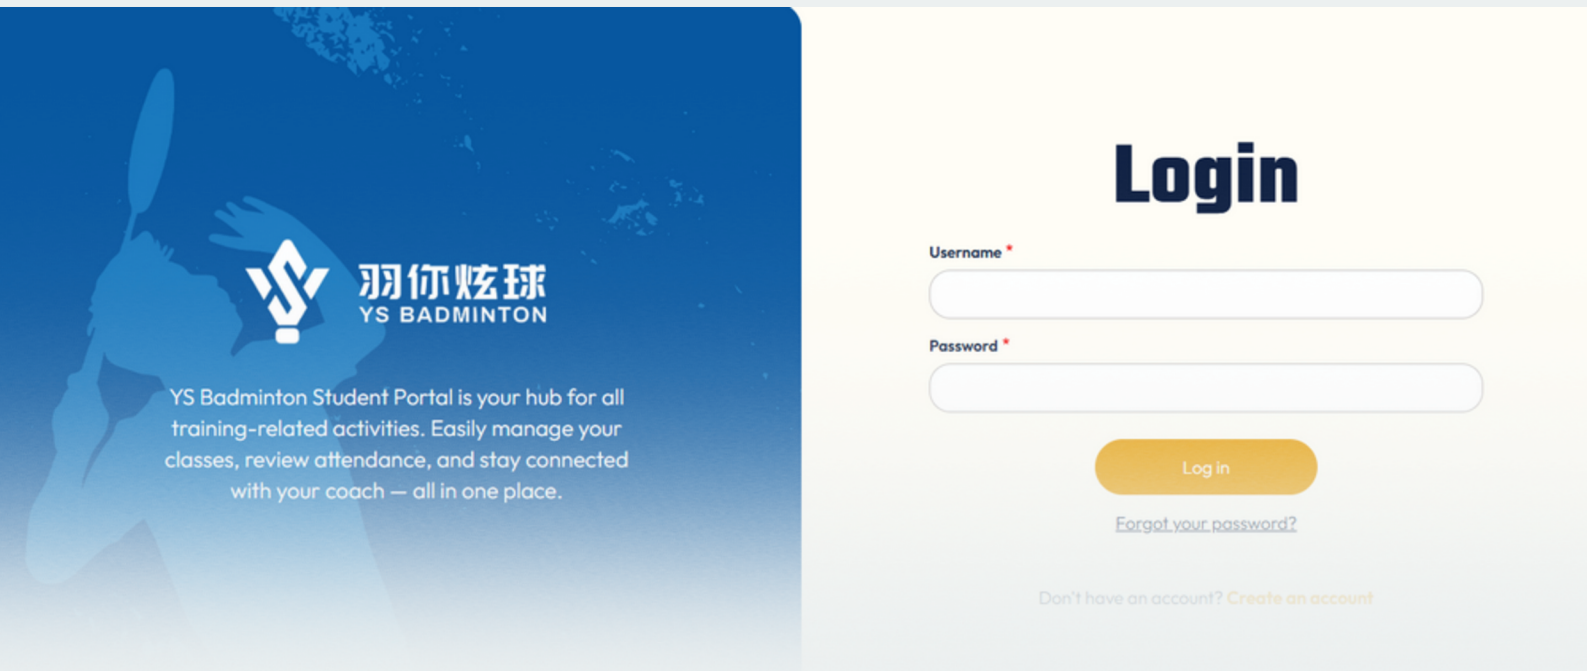 羽你炫球
YS BADMINTON
YS Badminton Student Portal is your hub for all
training-related activities. Easily manage your
classes, review attendance, and stay connected
with your coach — all in one place.
Login
Username *
Password *
Log in
Forgot your password?
Don't have an account? Create an account